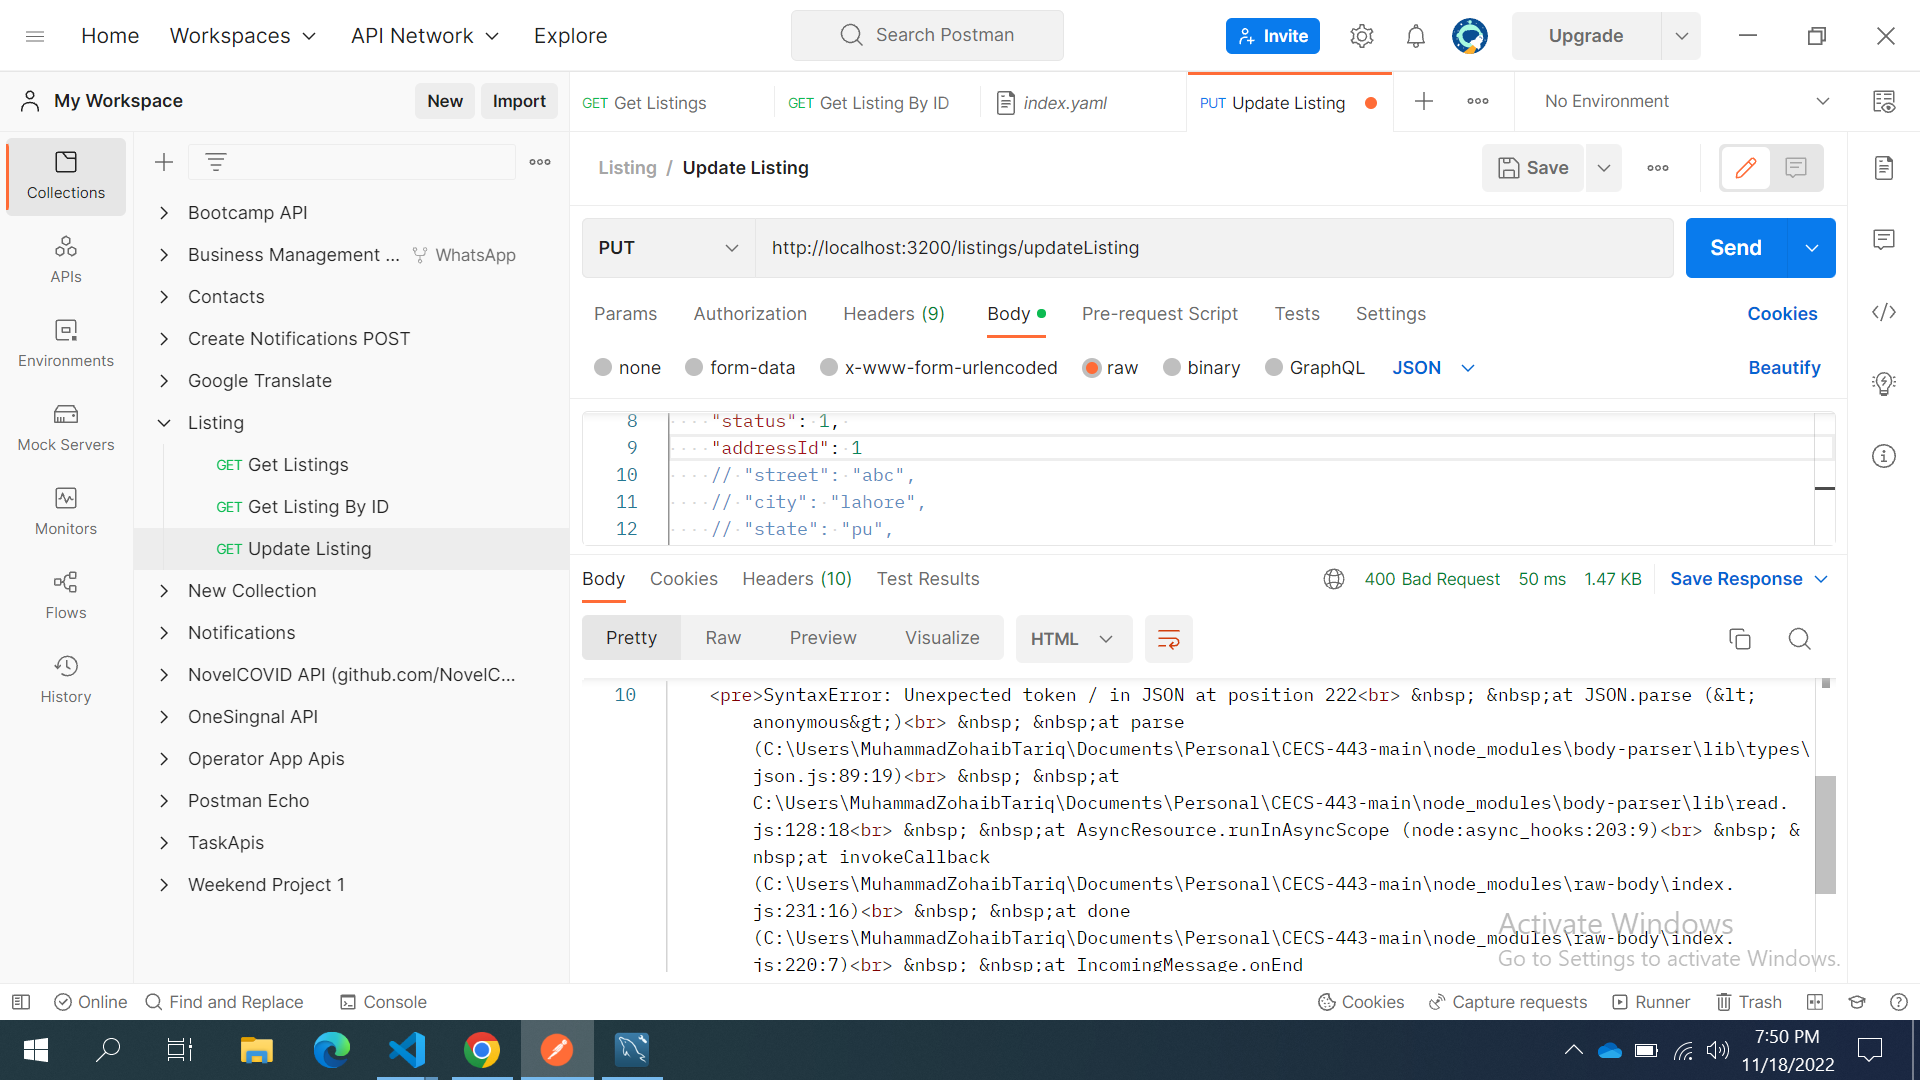 Home
Workspaces
API Network
Explore
Search Postman
Invite
Upgrade
My Workspace
New
Import
GET Get Listings
GET Get Listing By ID
index.yaml
PUT Update Listing
No Environment
Collections
APIs
Environments
Mock Servers
Monitors
Flows
History
Bootcamp API
Business Management ... WhatsApp
Contacts
Create Notifications POST
Google Translate
Listing
GET Get Listings
GET Get Listing By ID
GET Update Listing
New Collection
Notifications
NovelCOVID API (github.com/NovelC...
OneSingnal API
Operator App Apis
Postman Echo
TaskApis
Weekend Project 1
Listing / Update Listing
Save
PUT
http://localhost:3200/listings/updateListing
Send
Params
Authorization
Headers (9)
Body
Pre-request Script
Tests
Settings
Cookies
none
form-data
x-www-form-urlencoded
raw
binary
GraphQL
JSON
Beautify
8 "status": 1,
9 "addressId": 1
10 // "street": "abc",
11 // "city": "lahore",
12 // "state": "pu",
Body
Cookies
Headers (10)
Test Results
400 Bad Request
50 ms
1.47 KB
Save Response
Pretty
Raw
Preview
Visualize
HTML
10 <pre>SyntaxError: Unexpected token / in JSON at position 222<br> &nbsp; &nbsp;at JSON.parse (&lt;
anonymous&gt;)<br> &nbsp; &nbsp;at parse
(C:\Users\MuhammadZohaibTariq\Documents\Personal\CECS-443-main\node_modules\body-parser\lib\types\
json.js:89:19)<br> &nbsp; &nbsp;at
C:\Users\MuhammadZohaibTariq\Documents\Personal\CECS-443-main\node_modules\body-parser\lib\read.
js:128:18<br> &nbsp; &nbsp;at AsyncResource.runInAsyncScope (node:async_hooks:203:9)<br> &nbsp; &
nbsp;at invokeCallback
(C:\Users\MuhammadZohaibTariq\Documents\Personal\CECS-443-main\node_modules\raw-body\index.
js:231:16)<br> &nbsp; &nbsp;at done
(C:\Users\MuhammadZohaibTariq\Documents\Personal\CECS-443-main\node_modules\raw-body\index.
js:220:7)<br> &nbsp; &nbsp;at IncomingMessage.onEnd
Activate Windows
Go to Settings to activate Windows.
Online
Find and Replace
Console
Cookies
Capture requests
Runner
Trash
7:50 PM
11/18/2022